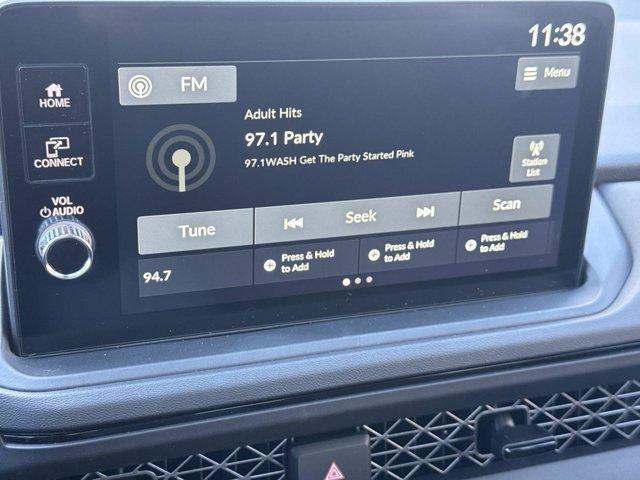 11:38
HOME
FM
Menu
Adult Hits
97.1 Party
97.1WASH Get The Party Started Pink
CONNECT
Station
List
VOL
AUDIO
Tune
Seek
Scan
94.7
Press & Hold
to Add
Press & Hold
to Add
Press & Hold
to Add